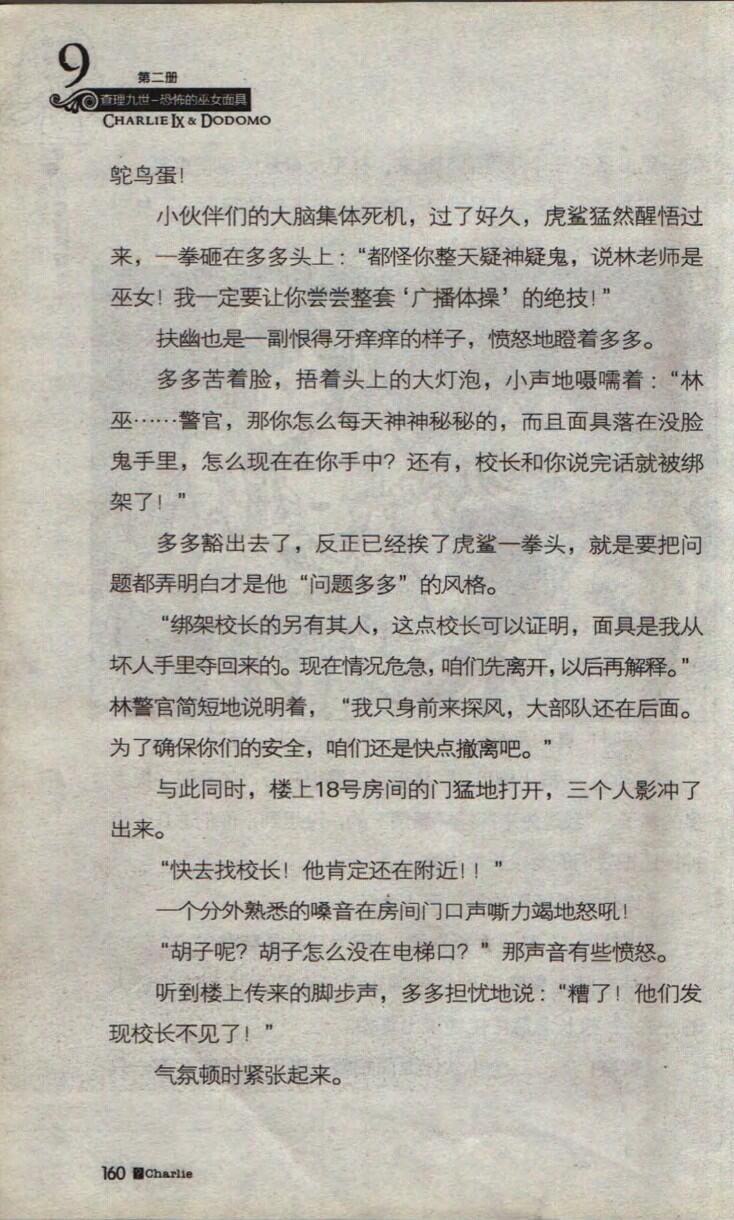 9
第二册
查理九世-恐怖的巫女面具
CHARLIE IX & DODOMO
鸵鸟蛋！
小伙伴们的大脑集体死机，过了好久，虎鲨猛然醒悟过
来，一拳砸在多多头上：“都怪你整天疑神疑鬼，说林老师是
巫女！我一定要让你尝尝整套‘广播体操’的绝技！”
扶幽也是一副恨得牙痒痒的样子，愤怒地瞪着多多。
多多苦着脸，捂着头上的大灯泡，小声地嗫嚅着：“林
巫……警官，那你怎么每天神神秘秘的，而且面具落在没脸
鬼手里，怎么现在在你手中？还有，校长和你说完话就被绑
架了！”
多多豁出去了，反正已经挨了虎鲨一拳头，就是要把问
题都弄明白才是他“问题多多”的风格。
“绑架校长的另有其人，这点校长可以证明，面具是我从
坏人手里夺回来的。现在情况危急，咱们先离开，以后再解释。”
林警官简短地说明着，“我只身前来探风，大部队还在后面。
为了确保你们的安全，咱们还是快点撤离吧。”
与此同时，楼上18号房间的门猛地打开，三个人影冲了
出来。
“快去找校长！他肯定还在附近！！”
一个分外熟悉的嗓音在房间门口声嘶力竭地怒吼！
“胡子呢？胡子怎么没在电梯口？”那声音有些愤怒。
听到楼上传来的脚步声，多多担忧地说：“糟了！他们发
现校长不见了！”
气氛顿时紧张起来。
160 Charlie